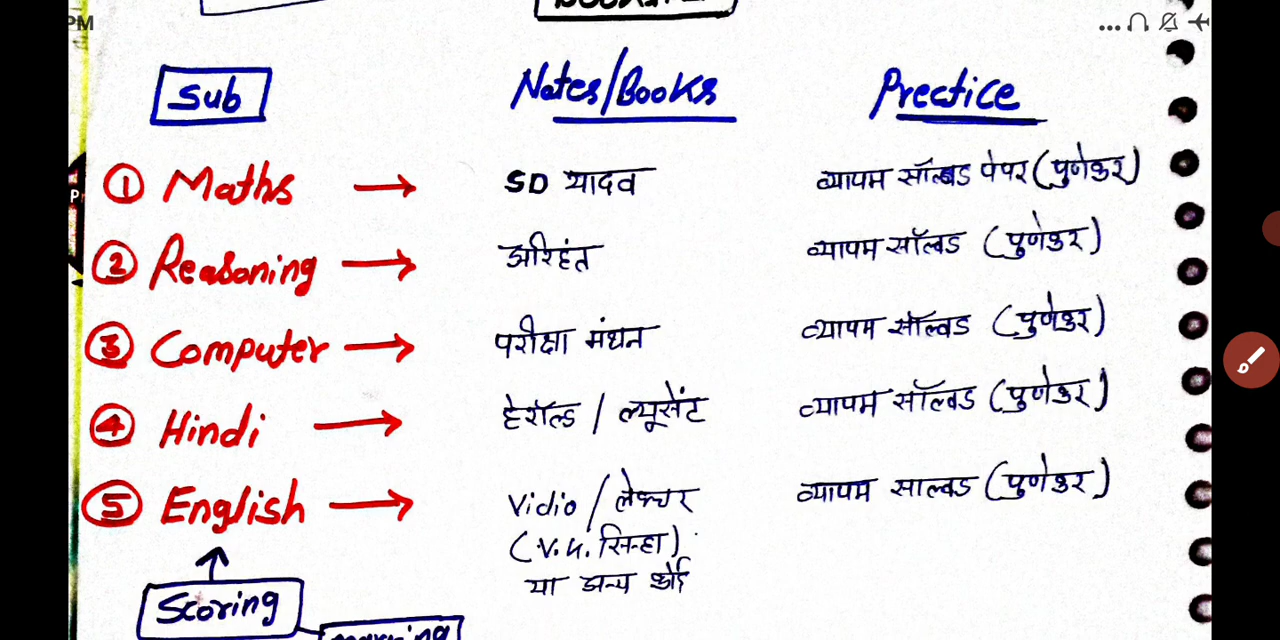 PM
Sub Notes/Books Prectice
① Maths → SD यादव व्यापम सॉल्वड पेपर (पुणेकर)
② Reasoning → अरिहंत व्यापम सॉल्वड (पुणेकर)
③ Computer → परीक्षा मंथन व्यापम सॉल्वड (पुणेकर)
④ Hindi → हेरॉल्ड / ल्यूसेंट व्यापम सॉल्वड (पुणेकर)
⑤ English → Vidio / लेक्चर व्यापम साल्वड (पुणेकर)
सिन्हा)
या अन्य कोई
Scoring